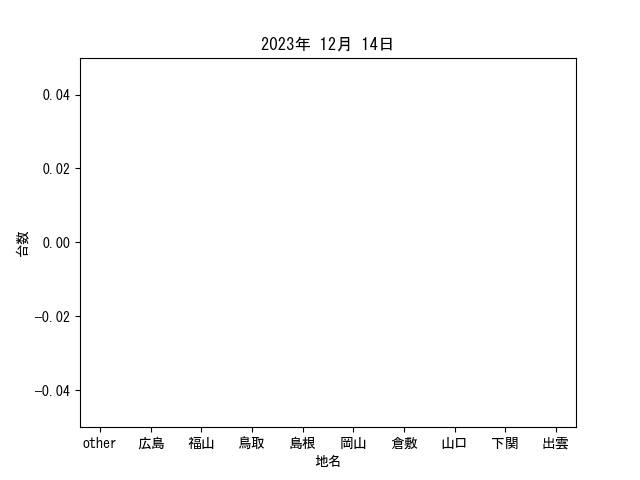 2023年 12月 14日
台数
0.04
0.02
0.00
−0.02
−0.04
other 広島 福山 鳥取 島根 岡山 倉敷 山口 下関 出雲
地名